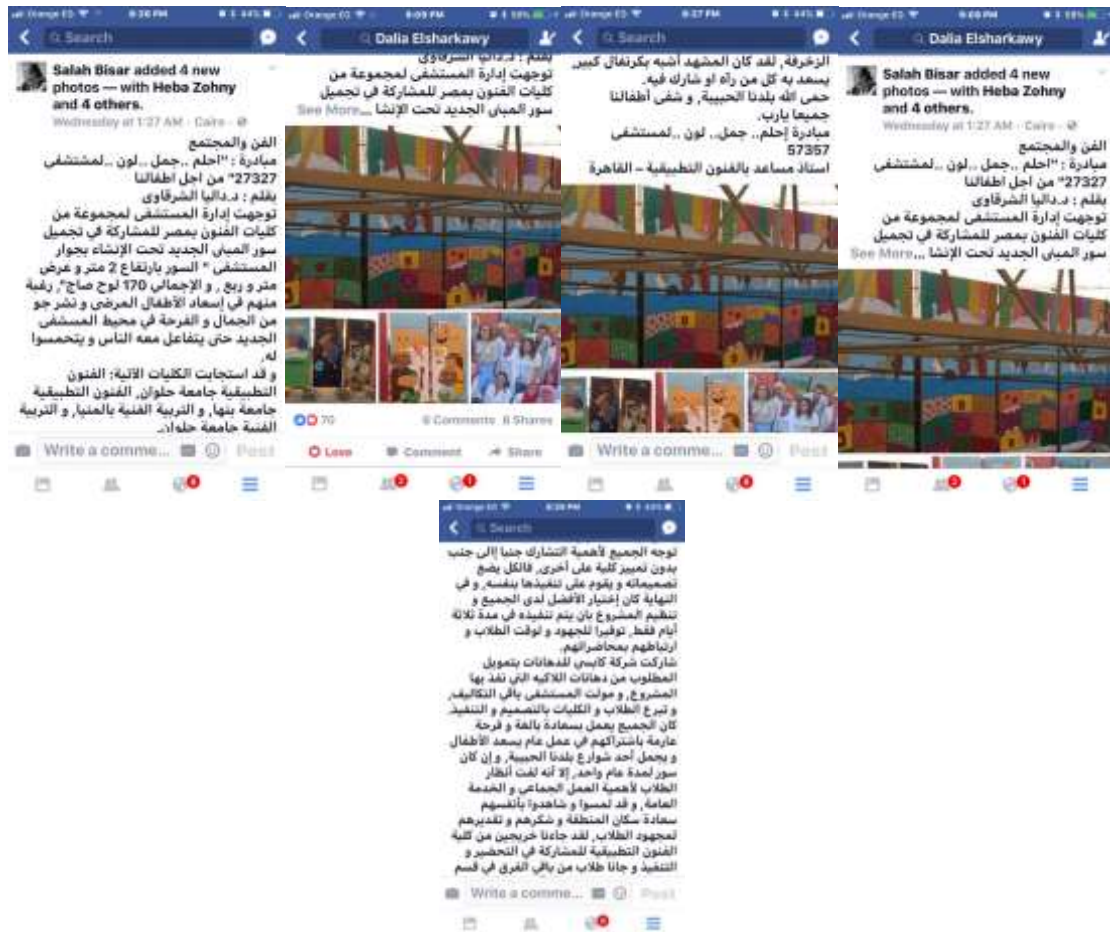 Search
Salah Bisar added 4 new
photos — with Heba Zohny
and 4 others.
Wednesday at 1:27 AM · Cairo ·
الفن والمجتمع
مبادرة : "احلم ..جمل ..لون ..لمشتشفى
27327" من اجل اطفالنا
بقلم : د.داليا الشرقاوى
توجهت إدارة المستشفى لمجموعة من
كليات الفنون بمصر للمشاركة في تجميل
سور المبنى الجديد تحت الإنشاء بجوار
المستشفى " السور بارتفاع 2 متر و عرض
متر و ربع , و الإجمالي 170 لوح صاج", رغبة
منهم في إسعاد الأطفال المرضى و نشر جو
من الجمال و الفرحة في محيط المسشفى
الجديد حتى يتفاعل معه الناس و يتحمسوا
له.
و قد استجابت الكليات الآتية: الفنون
التطبيقية جامعة حلوان, الفنون التطبيقية
جامعة بنها, و التربية الفنية بالمنيا, و التربية
الفنية جامعة حلوان.
Write a comme... Post
Dalia Elsharkawy
بقلم : د.داليا الشرقاوى
توجهت إدارة المستشفى لمجموعة من
كليات الفنون بمصر للمشاركة في تجميل
سور المبنى الجديد تحت الإنشا ...See More
70 6 Comments 6 Shares
Love Comment Share
Search
الزخرفة, لقد كان المشهد أشبه بكرنفال كبير,
يسعد به كل من رآه او شارك فيه.
حمى الله بلدنا الحبيبة, و شفى أطفالنا
جميعا يارب.
مبادرة إحلم.. جمل.. لون ..لمستشفى
57357
استاذ مساعد بالفنون التطبيقية – القاهرة
Write a comme... Post
Dalia Elsharkawy
Salah Bisar added 4 new
photos — with Heba Zohny
and 4 others.
Wednesday at 1:27 AM · Cairo ·
الفن والمجتمع
مبادرة : "احلم ..جمل ..لون ..لمشتشفى
27327" من اجل اطفالنا
بقلم : د.داليا الشرقاوى
توجهت إدارة المستشفى لمجموعة من
كليات الفنون بمصر للمشاركة في تجميل
سور المبنى الجديد تحت الإنشا ...See More
Search
توجه الجميع لأهمية التشارك جنبا إالى جنب
بدون تمييز كلية على أخرى, فالكل يضع
تصميماته و يقوم على تنفيذها بنفسه, و في
النهاية كان إختيار الأفضل لدى الجميع و
تنظيم المشروع بان يتم تنفيذه في مدة ثلاثة
أيام فقط, توفيرا للجهود و لوقت الطلاب و
ارتباطهم بمحاضراتهم.
شاركت شركة كابسي للدهانات بتمويل
المطلوب من دهانات اللاكيه التي نفذ بها
المشروع, و مولت المستشفى باقي التكاليف,
و تبرع الطلاب و الكليات بالتصميم و التنفيذ.
كان الجميع يعمل بسعادة بالغة و فرحة
عارمة باشتراكهم في عمل عام يسعد الأطفال
و يجمل أحد شوارع بلدنا الحبيبة, و إن كان
سور لمدة عام واحد, إلا أنه لفت أنظار
الطلاب لأهمية العمل الجماعى و الخدمة
العامة, و قد لمسوا و شاهدوا بأنفسهم
سعادة سكان المنطقة و شكرهم و تقديرهم
لمجهود الطلاب, لقد جاءنا خريجين من كلية
الفنون التطبيقية للمشاركة في التحضير و
التنفيذ و جانا طلاب من باقي الفرق في قسم
Write a comme... Post